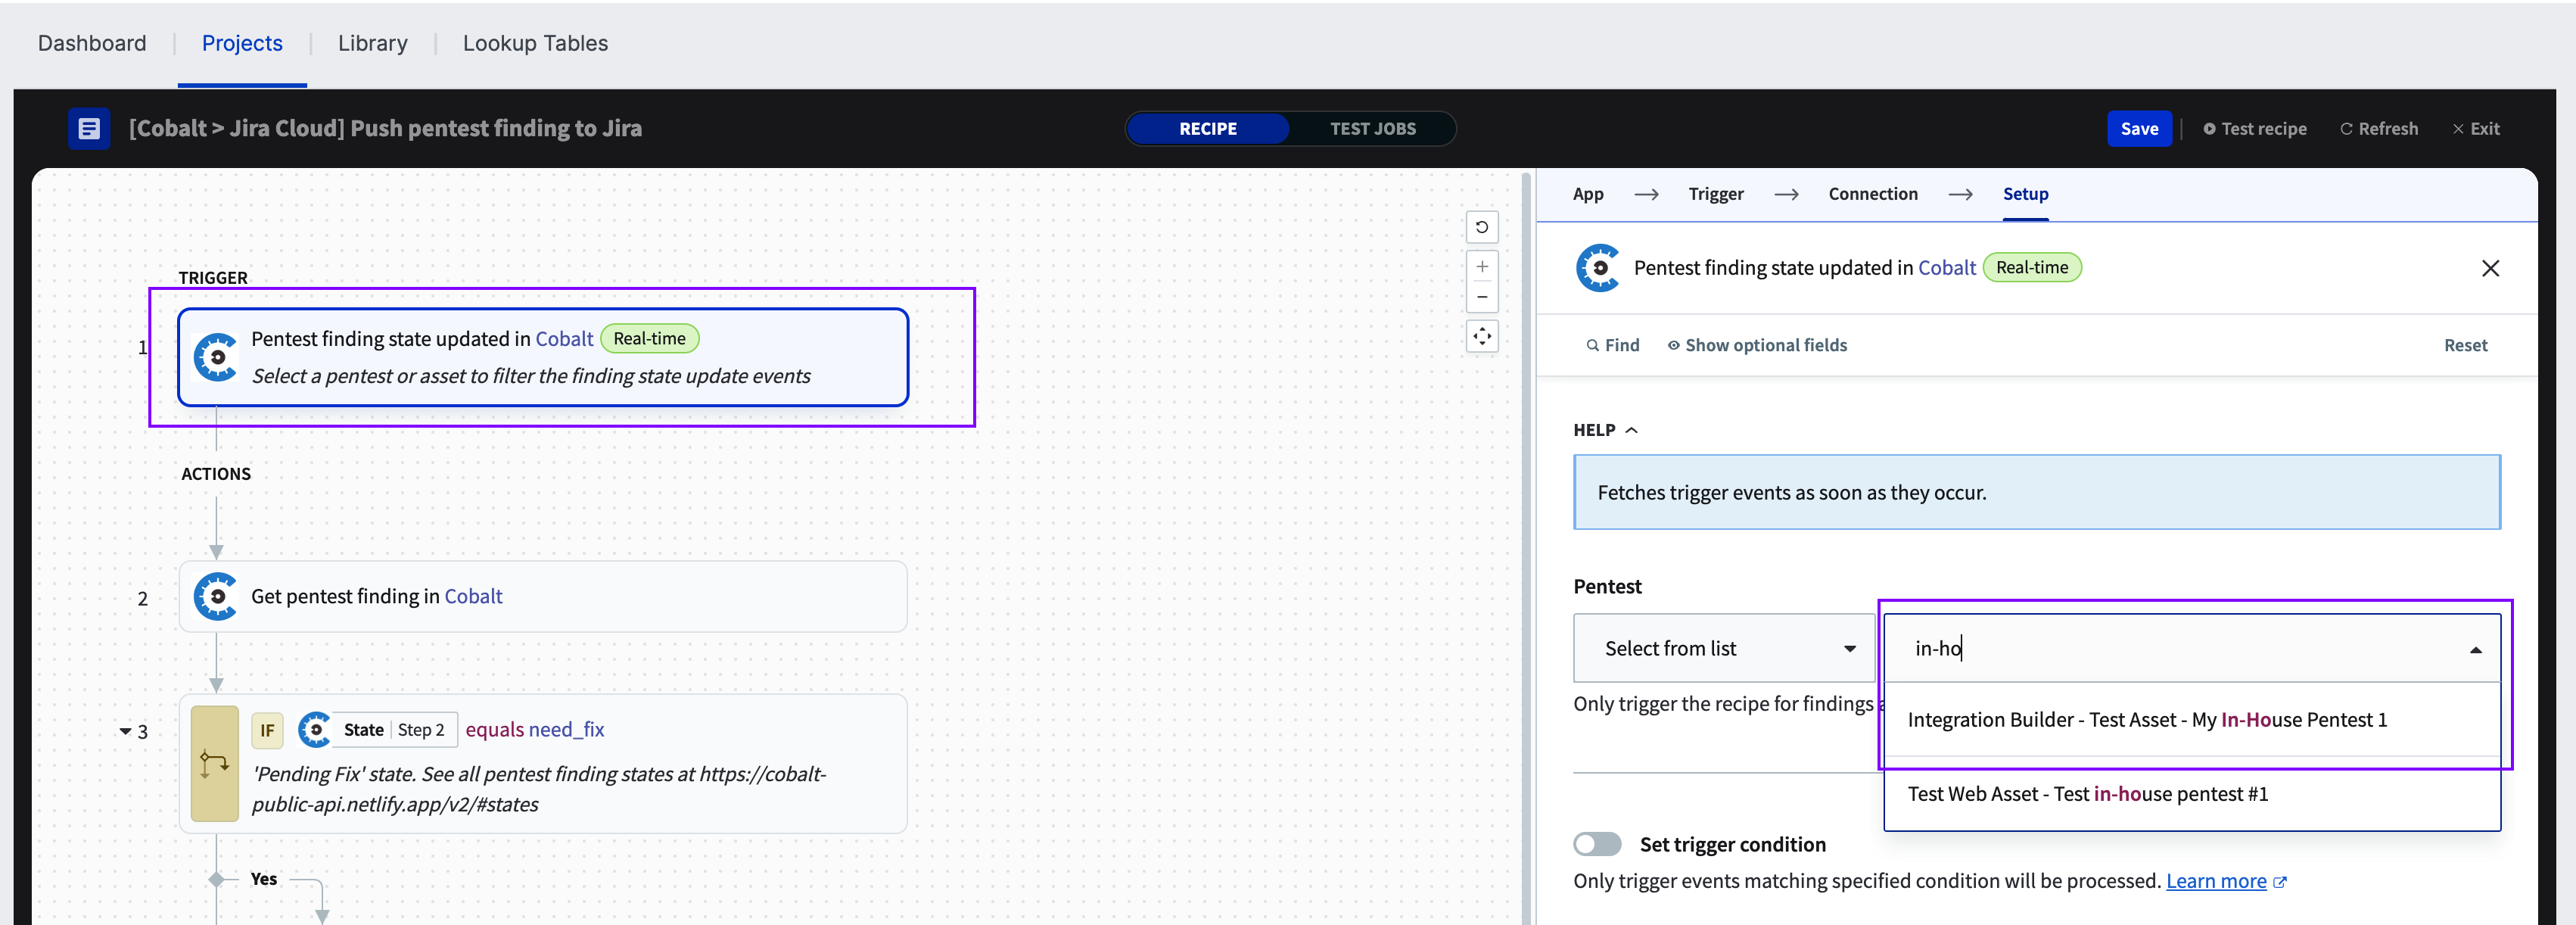 Dashboard
Projects
Library
Lookup Tables
[Cobalt > Jira Cloud] Push pentest finding to Jira
RECIPE
TEST JOBS
Save
Test recipe
Refresh
Exit
TRIGGER
1
Pentest finding state updated in Cobalt Real-time
Select a pentest or asset to filter the finding state update events
ACTIONS
2
Get pentest finding in Cobalt
3
IF State Step 2 equals need_fix
'Pending Fix' state. See all pentest finding states at https://cobalt-
public-api.netlify.app/v2/#states
Yes
App
Trigger
Connection
Setup
Pentest finding state updated in Cobalt Real-time
Find
Show optional fields
Reset
HELP
Fetches trigger events as soon as they occur.
Pentest
Select from list
in-ho
Only trigger the recipe for findings
Integration Builder - Test Asset - My In-House Pentest 1
Test Web Asset - Test in-house pentest #1
Set trigger condition
Only trigger events matching specified condition will be processed. Learn more